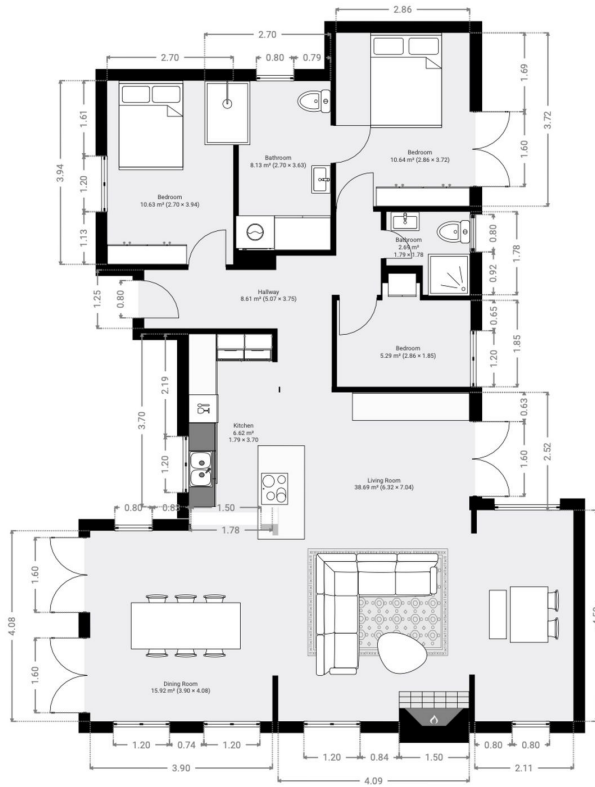 2.86
2.70
2.70
0.80
0.79
1.69
3.72
1.60
1.61
3.94
1.20
1.13
Bathroom
8.13 m² (2.70 × 3.63)
Bedroom
10.64 m² (2.86 × 3.72)
Bedroom
10.63 m² (2.70 × 3.94)
Bathroom
2.69 m²
1.79 × 1.78
0.80
1.78
0.92
1.25
0.80
Hallway
8.61 m² (5.07 × 3.75)
0.65
1.85
1.20
Bedroom
5.29 m² (2.86 × 1.85)
2.19
3.70
1.20
Kitchen
6.62 m²
1.79 × 3.70
0.63
2.52
1.60
Living Room
38.69 m² (6.32 × 7.04)
0.80
1.50
1.78
1.60
4.08
1.60
Dining Room
15.92 m² (3.90 × 4.08)
1.20
0.74
1.20
3.90
1.20
0.84
1.50
4.09
0.80
0.80
2.11